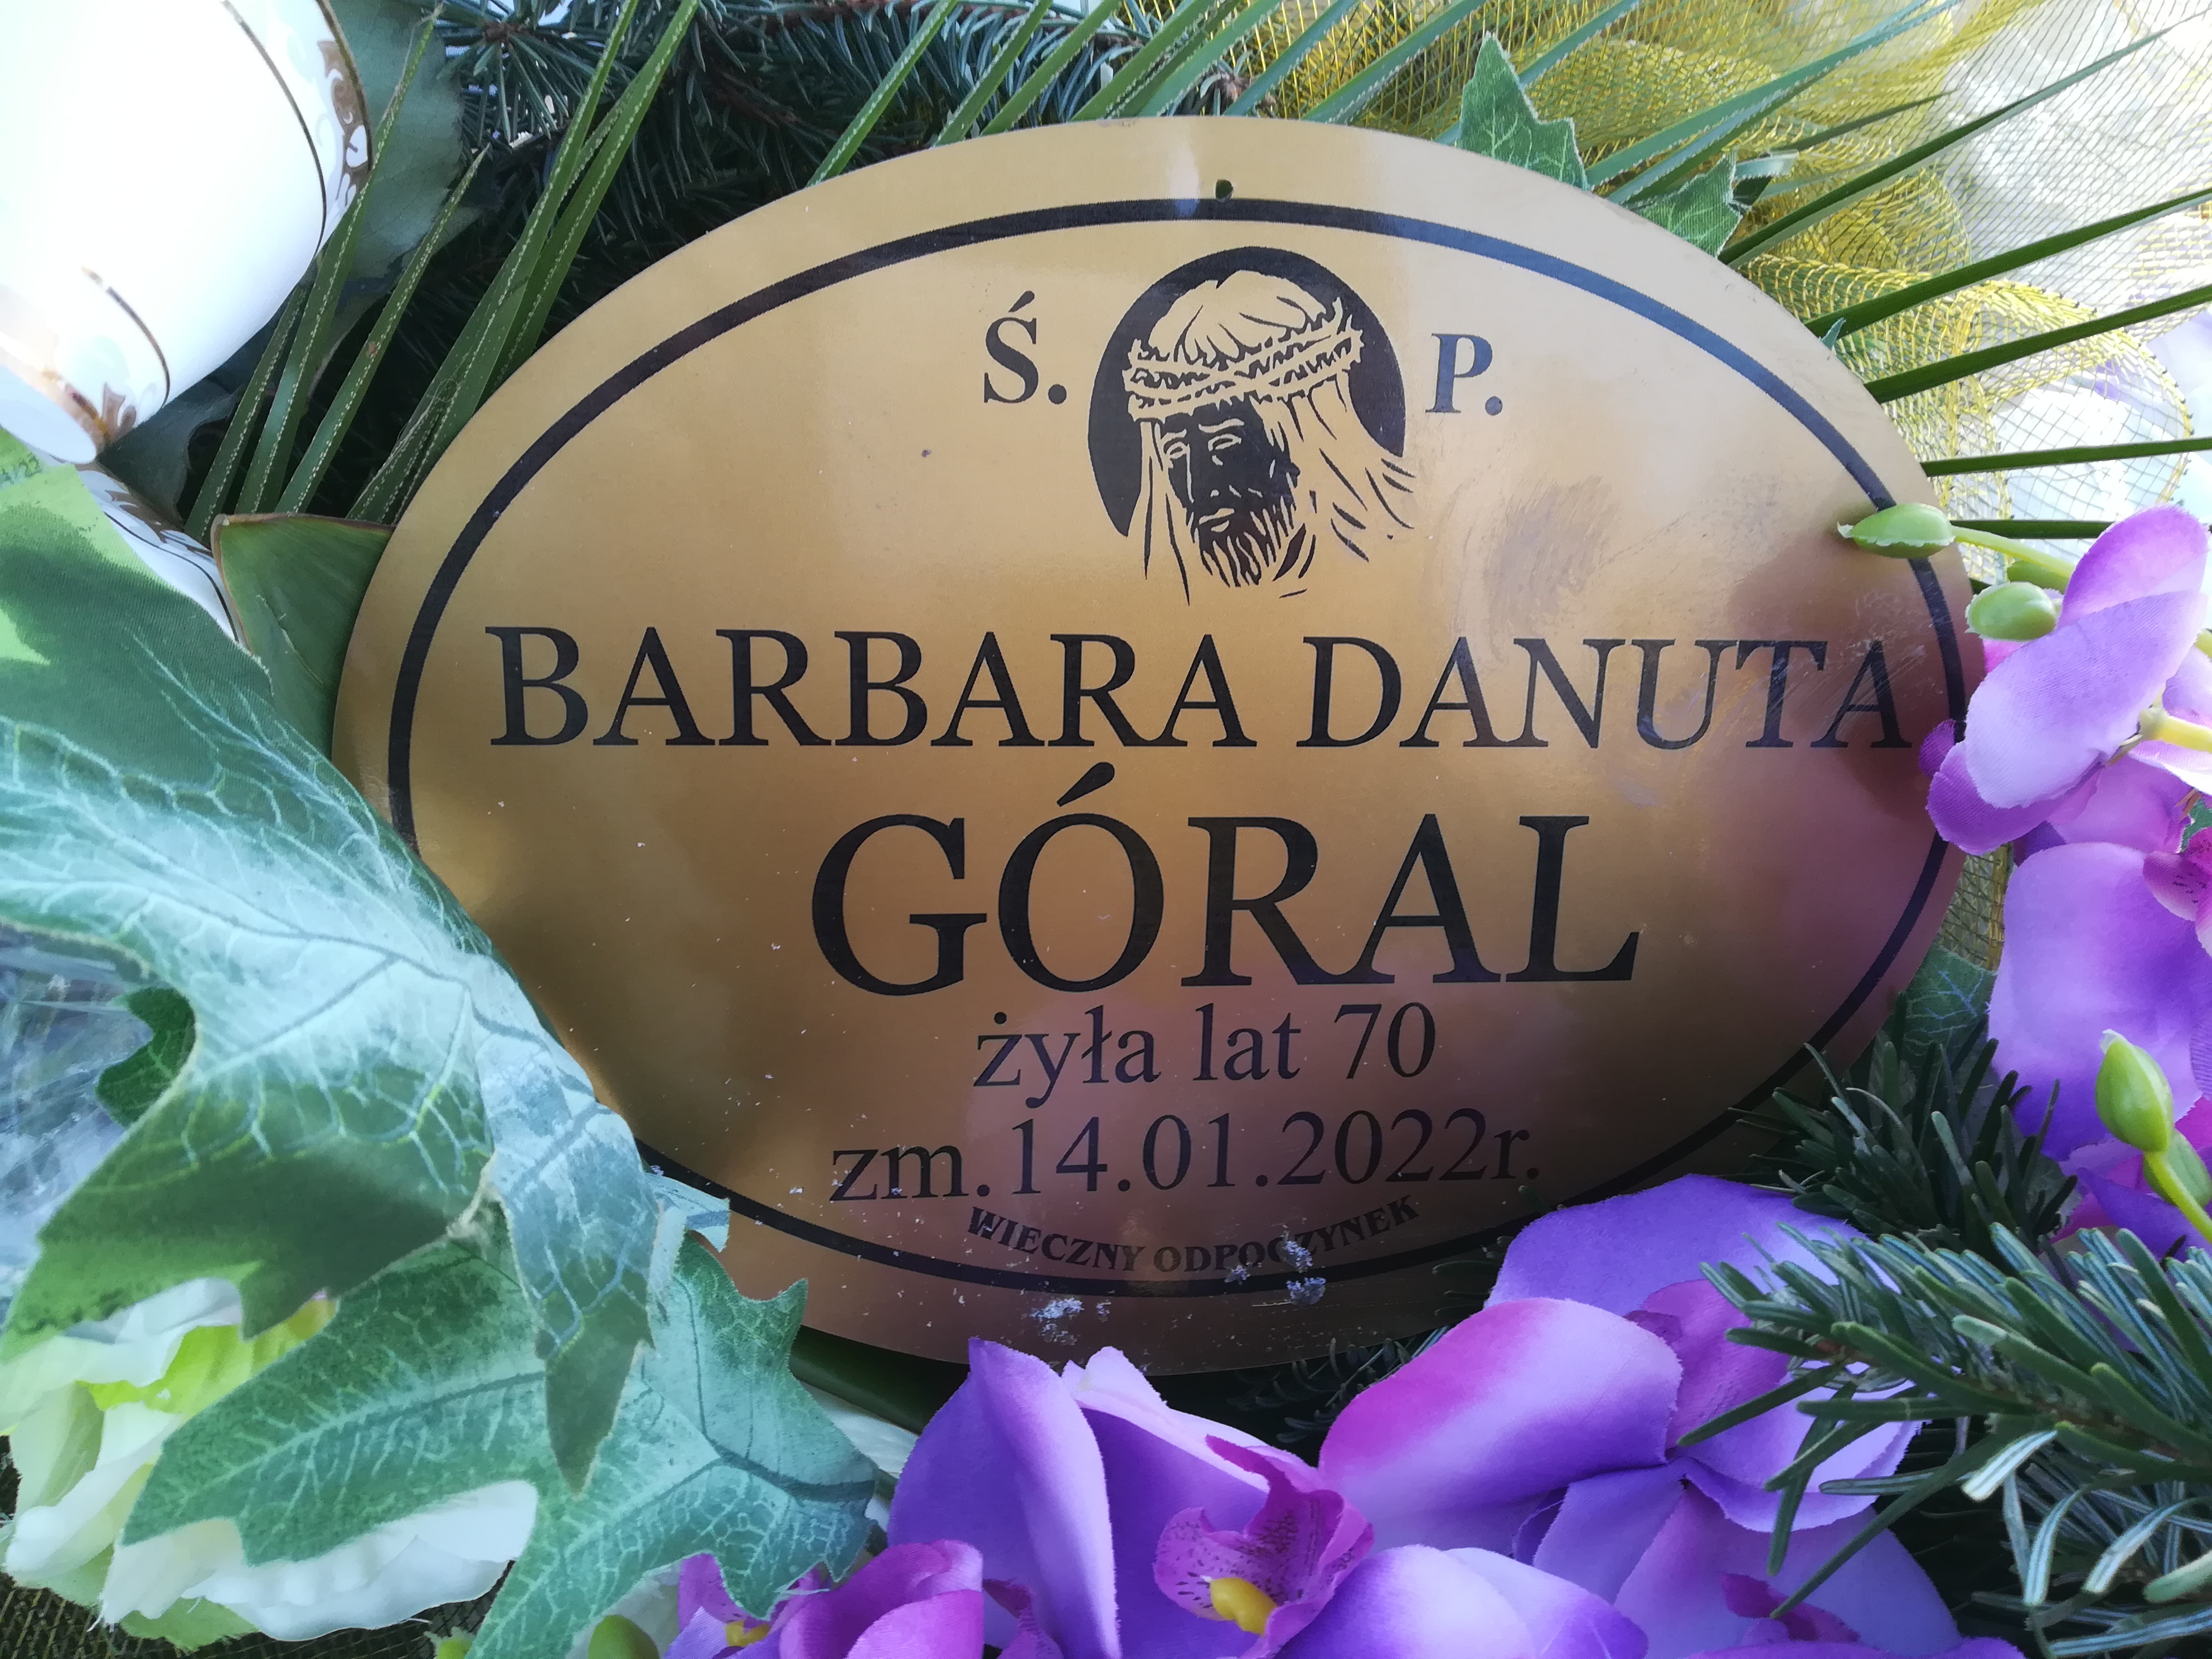 Ś. P.
BARBARA DANUTA
GÓRAL
żyła lat 70
zm.14.01.2022r.
WIECZNY ODPOCZYNEK